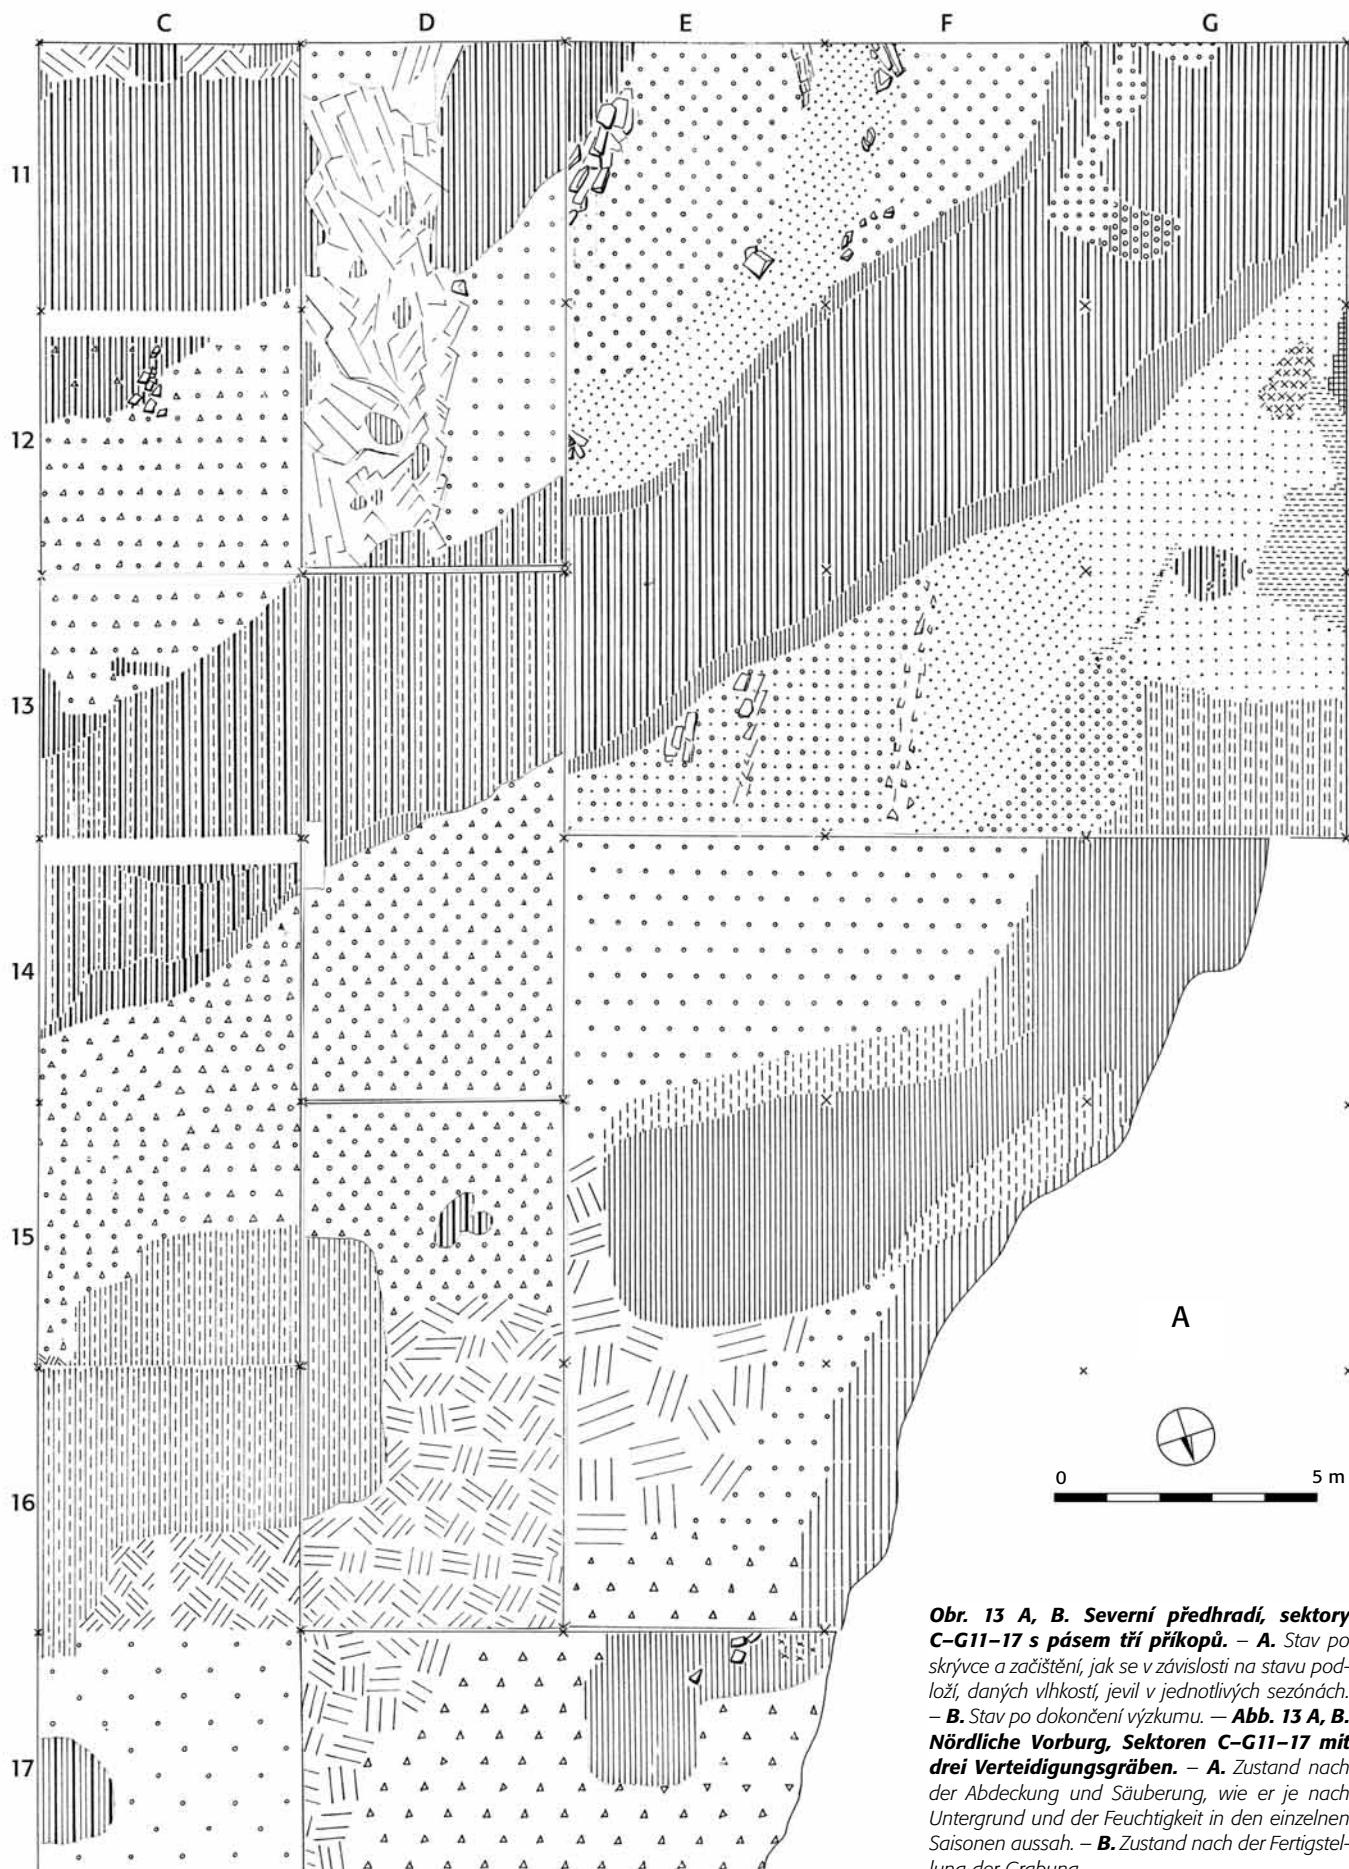 C D E F G
11
12
13
14
15
16
17
A
0 5 m
Obr. 13 A, B. Severní předhradí, sektory
C–G11–17 s pásem tří příkopů. – A. Stav po
skrývce a začištění, jak se v závislosti na stavu pod-
loží, daných vlhkostí, jevil v jednotlivých sezónách.
– B. Stav po dokončení výzkumu. — Abb. 13 A, B.
Nördliche Vorburg, Sektoren C–G11–17 mit
drei Verteidigungsgräben. – A. Zustand nach
der Abdeckung und Säuberung, wie er je nach
Untergrund und der Feuchtigkeit in den einzelnen
Saisonen aussah. – B. Zustand nach der Fertigstel-
lung der Grabung